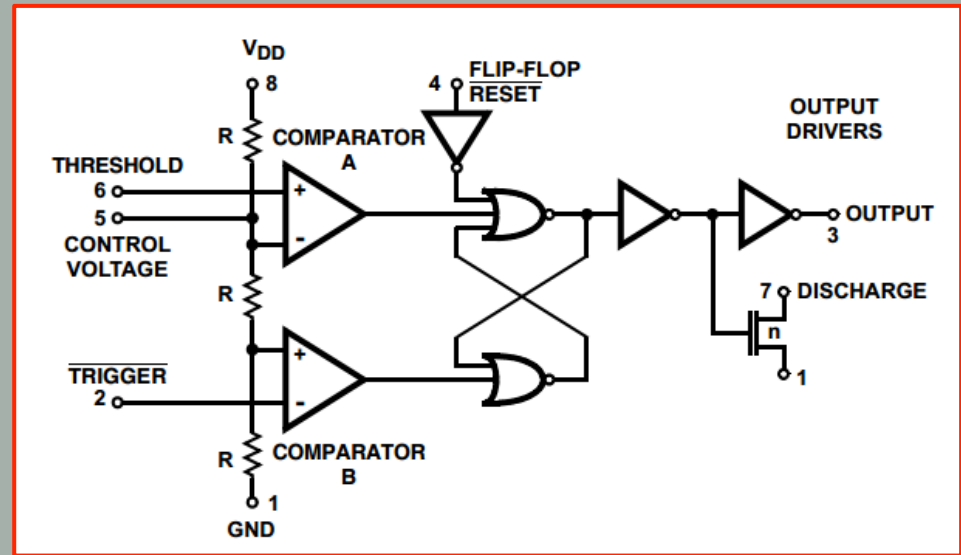 VDD
8
4
FLIP-FLOP
RESET
OUTPUT
DRIVERS
R
COMPARATOR
A
THRESHOLD
6
+
5
-
CONTROL
VOLTAGE
OUTPUT
3
R
7
DISCHARGE
n
1
+
TRIGGER
2
-
R
COMPARATOR
B
1
GND